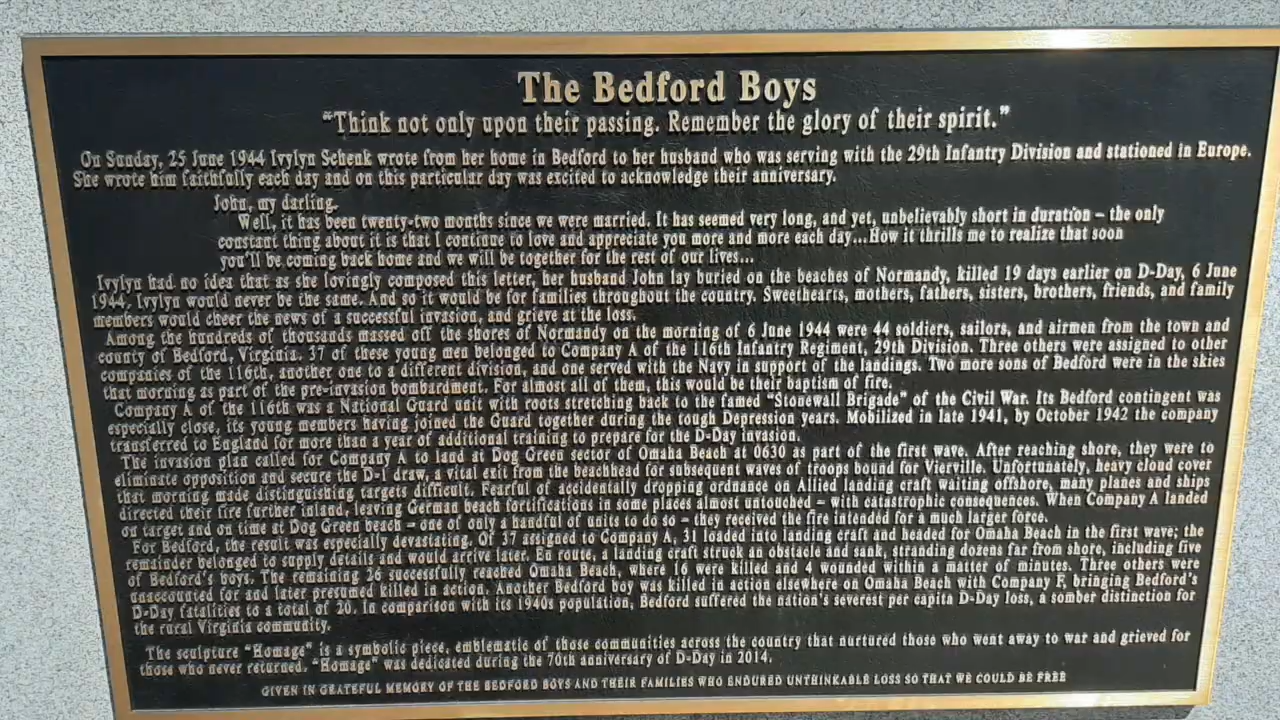 The Bedford Boys
"Think not only upon their passing. Remember the glory of their spirit."
On Sunday, 25 June 1944 Ivylyn Schenk wrote from her home in Bedford to her husband who was serving with the 29th Infantry Division and stationed in Europe.
She wrote him faithfully each day and on this particular day was excited to acknowledge their anniversary.
John, my darling,
Well, it has been twenty-two months since we were married. It has seemed very long, and yet, unbelievably short in duration – the only
constant thing about it is that I continue to love and appreciate you more and more each day...How it thrills me to realize that soon
you'll be coming back home and we will be together for the rest of our lives...
Ivylyn had no idea that as she lovingly composed this letter, her husband John lay buried on the beaches of Normandy, killed 19 days earlier on D-Day, 6 June
1944. Ivylyn would never be the same. And so it would be for families throughout the country. Sweethearts, mothers, fathers, sisters, brothers, friends, and family
members would cheer the news of a successful invasion, and grieve at the loss.
Among the hundreds of thousands massed off the shores of Normandy on the morning of 6 June 1944 were 44 soldiers, sailors, and airmen from the town and
county of Bedford, Virginia. 37 of these young men belonged to Company A of the 116th Infantry Regiment, 29th Division. Three others were assigned to other
companies of the 116th, another one to a different division, and one served with the Navy in support of the landings. Two more sons of Bedford were in the skies
that morning as part of the pre-invasion bombardment. For almost all of them, this would be their baptism of fire.
Company A of the 116th was a National Guard unit with roots stretching back to the famed "Stonewall Brigade" of the Civil War. Its Bedford contingent was
especially close, its young members having joined the Guard together during the tough Depression years. Mobilized in late 1941, by October 1942 the company
transferred to England for more than a year of additional training to prepare for the D-Day invasion.
The invasion plan called for Company A to land at Dog Green sector of Omaha Beach at 0630 as part of the first wave. After reaching shore, they were to
eliminate opposition and secure the D-1 draw, a vital exit from the beachhead for subsequent waves of troops bound for Vierville. Unfortunately, heavy cloud cover
that morning made distinguishing targets difficult. Fearful of accidentally dropping ordnance on Allied landing craft waiting offshore, many planes and ships
directed their fire further inland, leaving German beach fortifications in some places almost untouched – with catastrophic consequences. When Company A landed
on target and on time at Dog Green beach – one of only a handful of units to do so – they received the fire intended for a much larger force.
For Bedford, the result was especially devastating. Of 37 assigned to Company A, 31 loaded into landing craft and headed for Omaha Beach in the first wave; the
remainder belonged to supply details and would arrive later. En route, a landing craft struck an obstacle and sank, stranding dozens far from shore, including five
of Bedford's boys. The remaining 26 successfully reached Omaha Beach, where 16 were killed and 4 wounded within a matter of minutes. Three others were
unaccounted for and later presumed killed in action. Another Bedford boy was killed in action elsewhere on Omaha Beach with Company F, bringing Bedford's
D-Day fatalities to a total of 20. In comparison with its 1940s population, Bedford suffered the nation's severest per capita D-Day loss, a somber distinction for
the rural Virginia community.
The sculpture "Homage" is a symbolic piece, emblematic of those communities across the country that nurtured those who went away to war and grieved for
those who never returned. "Homage" was dedicated during the 70th anniversary of D-Day in 2014.
GIVEN IN GRATEFUL MEMORY OF THE BEDFORD BOYS AND THEIR FAMILIES WHO ENDURED UNTHINKABLE LOSS SO THAT WE COULD BE FREE